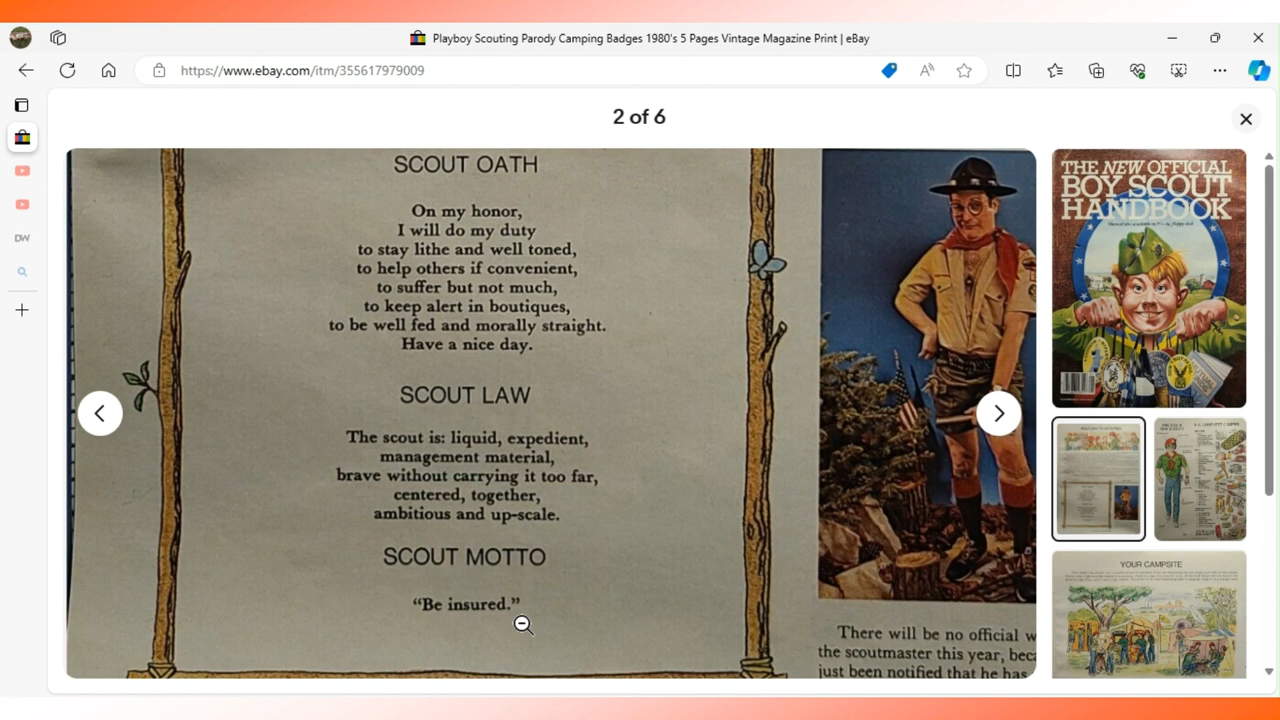 Playboy Scouting Parody Camping Badges 1980's 5 Pages Vintage Magazine Print | eBay
https://www.ebay.com/itm/355617979009
2 of 6
SCOUT OATH
On my honor,
I will do my duty
to stay lithe and well toned,
to help others if convenient,
to suffer but not much,
to keep alert in boutiques,
to be well fed and morally straight.
Have a nice day.
SCOUT LAW
The scout is: liquid, expedient,
management material,
brave without carrying it too far,
centered, together,
ambitious and up-scale.
SCOUT MOTTO
“Be insured.”
There will be no official w
the scoutmaster this year, beca
just been notified that he has
THE NEW OFFICIAL
BOY SCOUT
HANDBOOK
YOUR CAMPSITE
DW